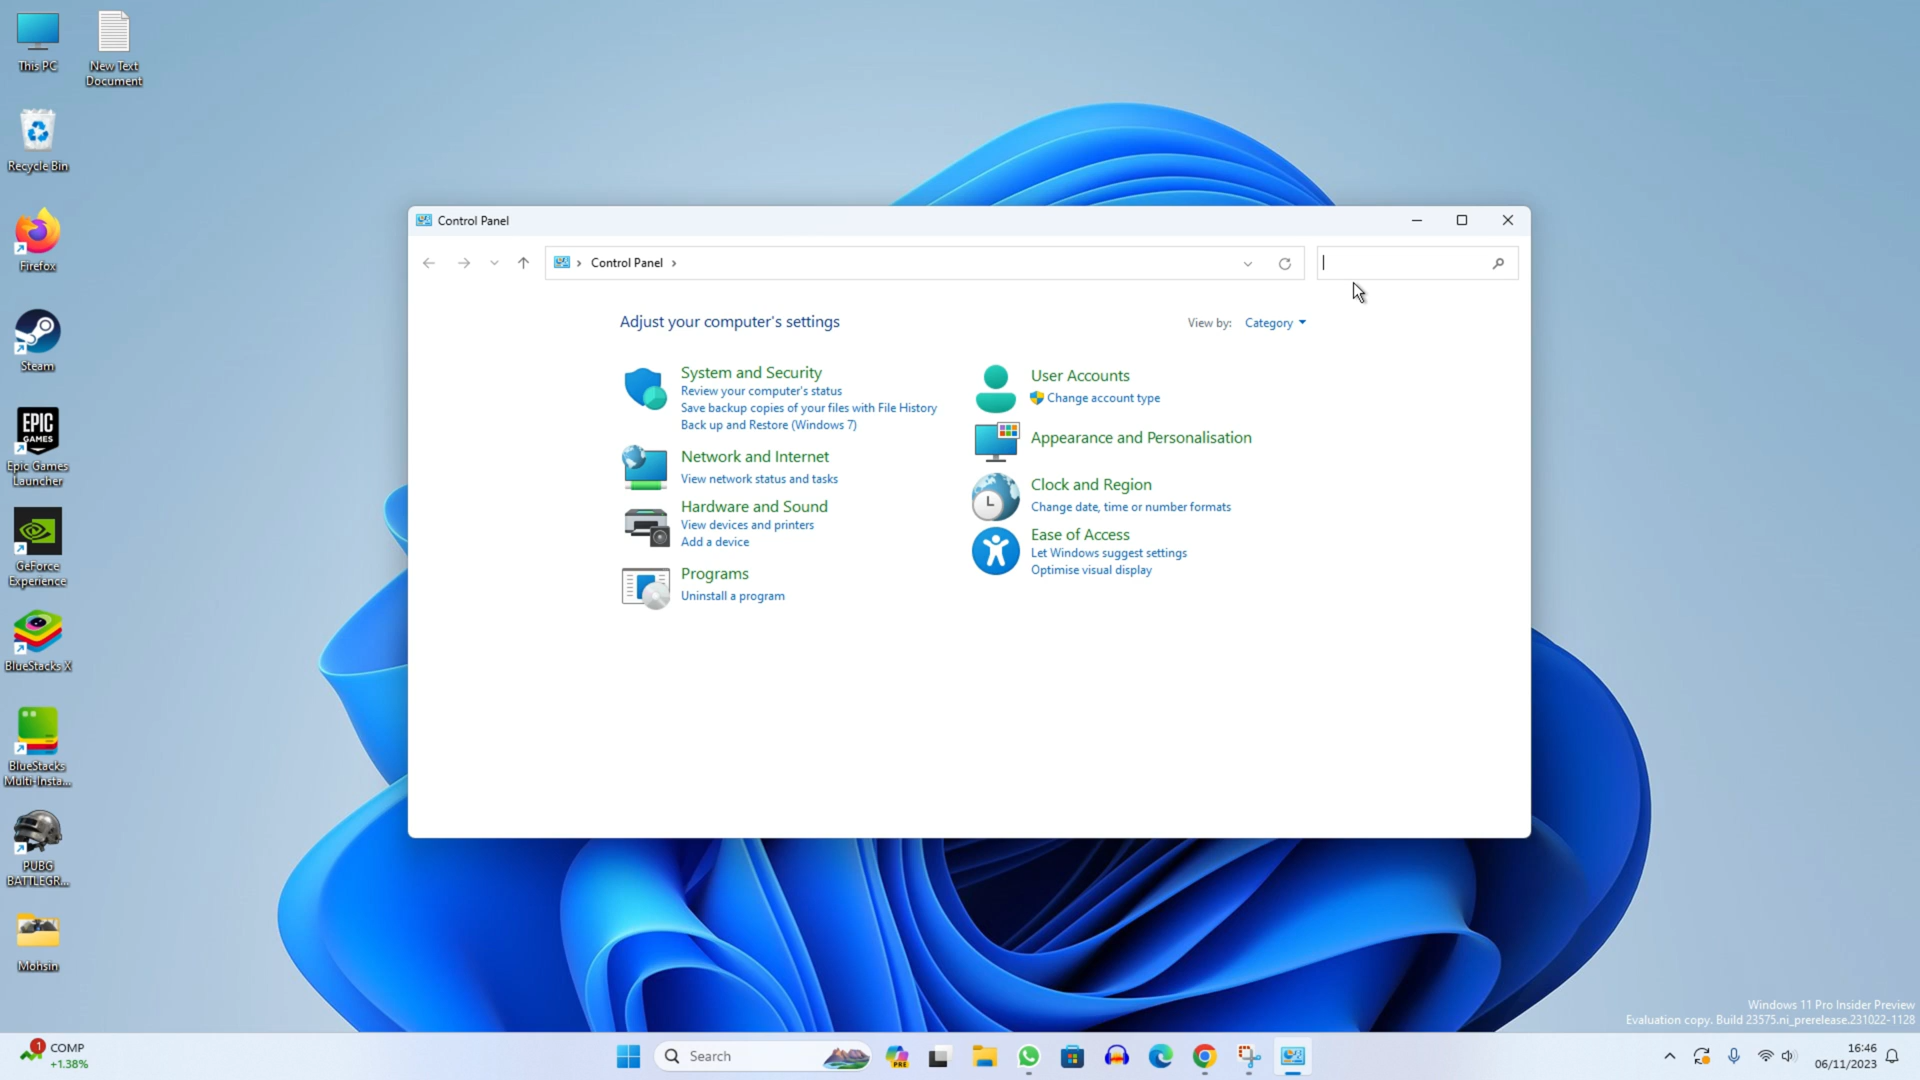 This PC
New Text
Document
Recycle Bin
Firefox
Steam
EPIC
GAMES
Epic Games
Launcher
GeForce
Experience
BlueStacks X
BlueStacks
Multi-Insta...
PUBG
BATTLEGR...
Mohsin
Control Panel
Control Panel
Adjust your computer's settings
View by: Category
System and Security
Review your computer's status
Save backup copies of your files with File History
Back up and Restore (Windows 7)
Network and Internet
View network status and tasks
Hardware and Sound
View devices and printers
Add a device
Programs
Uninstall a program
User Accounts
Change account type
Appearance and Personalisation
Clock and Region
Change date, time or number formats
Ease of Access
Let Windows suggest settings
Optimise visual display
Windows 11 Pro Insider Preview
Evaluation copy. Build 23575.ni_prerelease.231022-1128
1
COMP
+1.38%
Search
PRE
16:46
06/11/2023